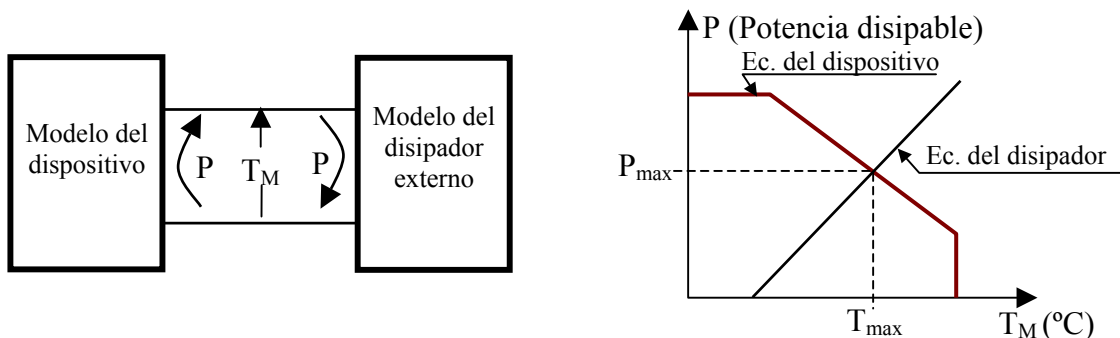 Modelo del
dispositivo
P
T_M
P
Modelo del
disipador
externo
P (Potencia disipable)
Ec. del dispositivo
Ec. del disipador
P_max
T_max
T_M (ºC)